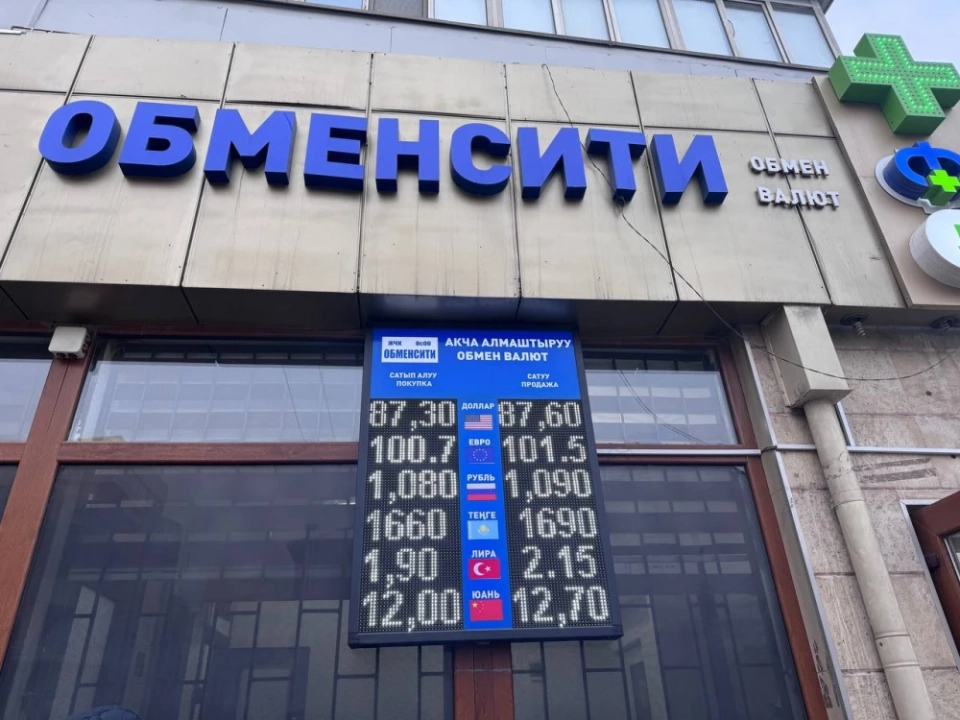 ОБМЕНСИТИ
ОБМЕН
ВАЛЮТ
ОБМЕНСИТИ
АКЧА АЛМАШТЫРУУ
ОБМЕН ВАЛЮТ
САТЫП АЛУУ
ПОКУПКА
САТУУ
ПРОДАЖА
87,30 ДОЛЛАР 87,60
100.7 ЕВРО 101.5
1,080 РУБЛЬ 1,090
1660 ТЕҢГЕ 1690
1,90 ЛИРА 2.15
12,00 ЮАНЬ 12,70